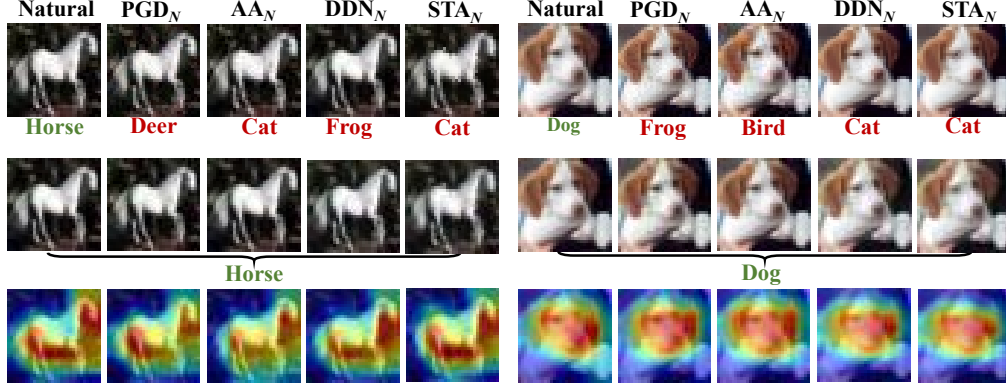 Natural PGD_N AA_N DDN_N STA_N Natural PGD_N AA_N DDN_N STA_N
Horse Deer Cat Frog Cat Dog Frog Bird Cat Cat
Horse Dog